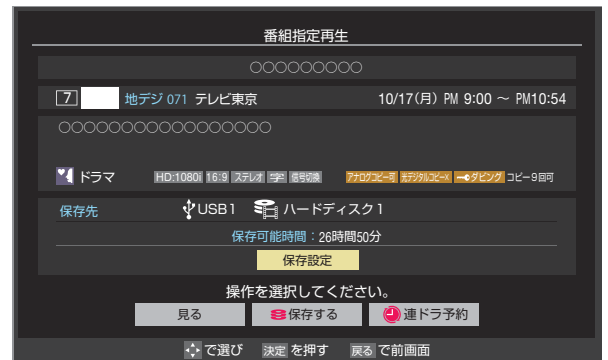 番組指定再生
○○○○○○○○○
7 地デジ 071 テレビ東京 10/17(月) PM 9:00 ～ PM10:54
○○○○○○○○○○○○○○○○○
ドラマ HD:1080i 16:9 ステレオ 字 信号切換 アナログコピー可 光デジタルコピー× ダビング コピー9回可
保存先 USB1 ハードディスク1
保存可能時間：26時間50分
保存設定
操作を選択してください。
見る 保存する 連ドラ予約
で選び 決定 を押す 戻る で前画面